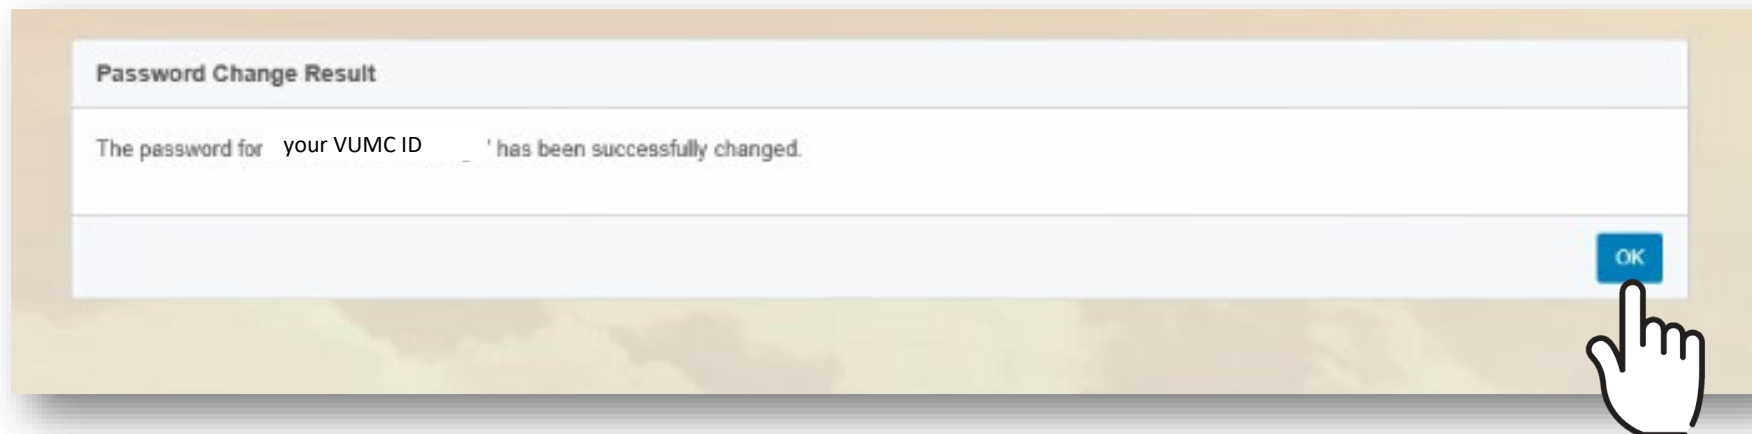 Password Change Result
The password for your VUMC ID ' has been successfully changed.
OK